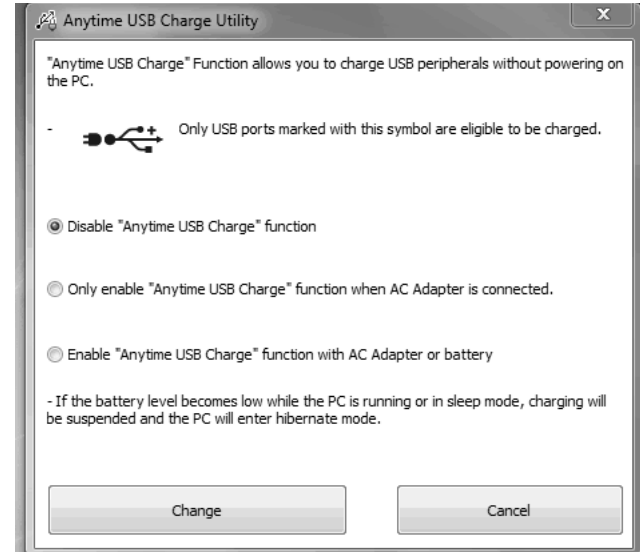 Anytime USB Charge Utility
"Anytime USB Charge" Function allows you to charge USB peripherals without powering on
the PC.
- Only USB ports marked with this symbol are eligible to be charged.
Disable "Anytime USB Charge" function
Only enable "Anytime USB Charge" function when AC Adapter is connected.
Enable "Anytime USB Charge" function with AC Adapter or battery
- If the battery level becomes low while the PC is running or in sleep mode, charging will
be suspended and the PC will enter hibernate mode.
Change Cancel